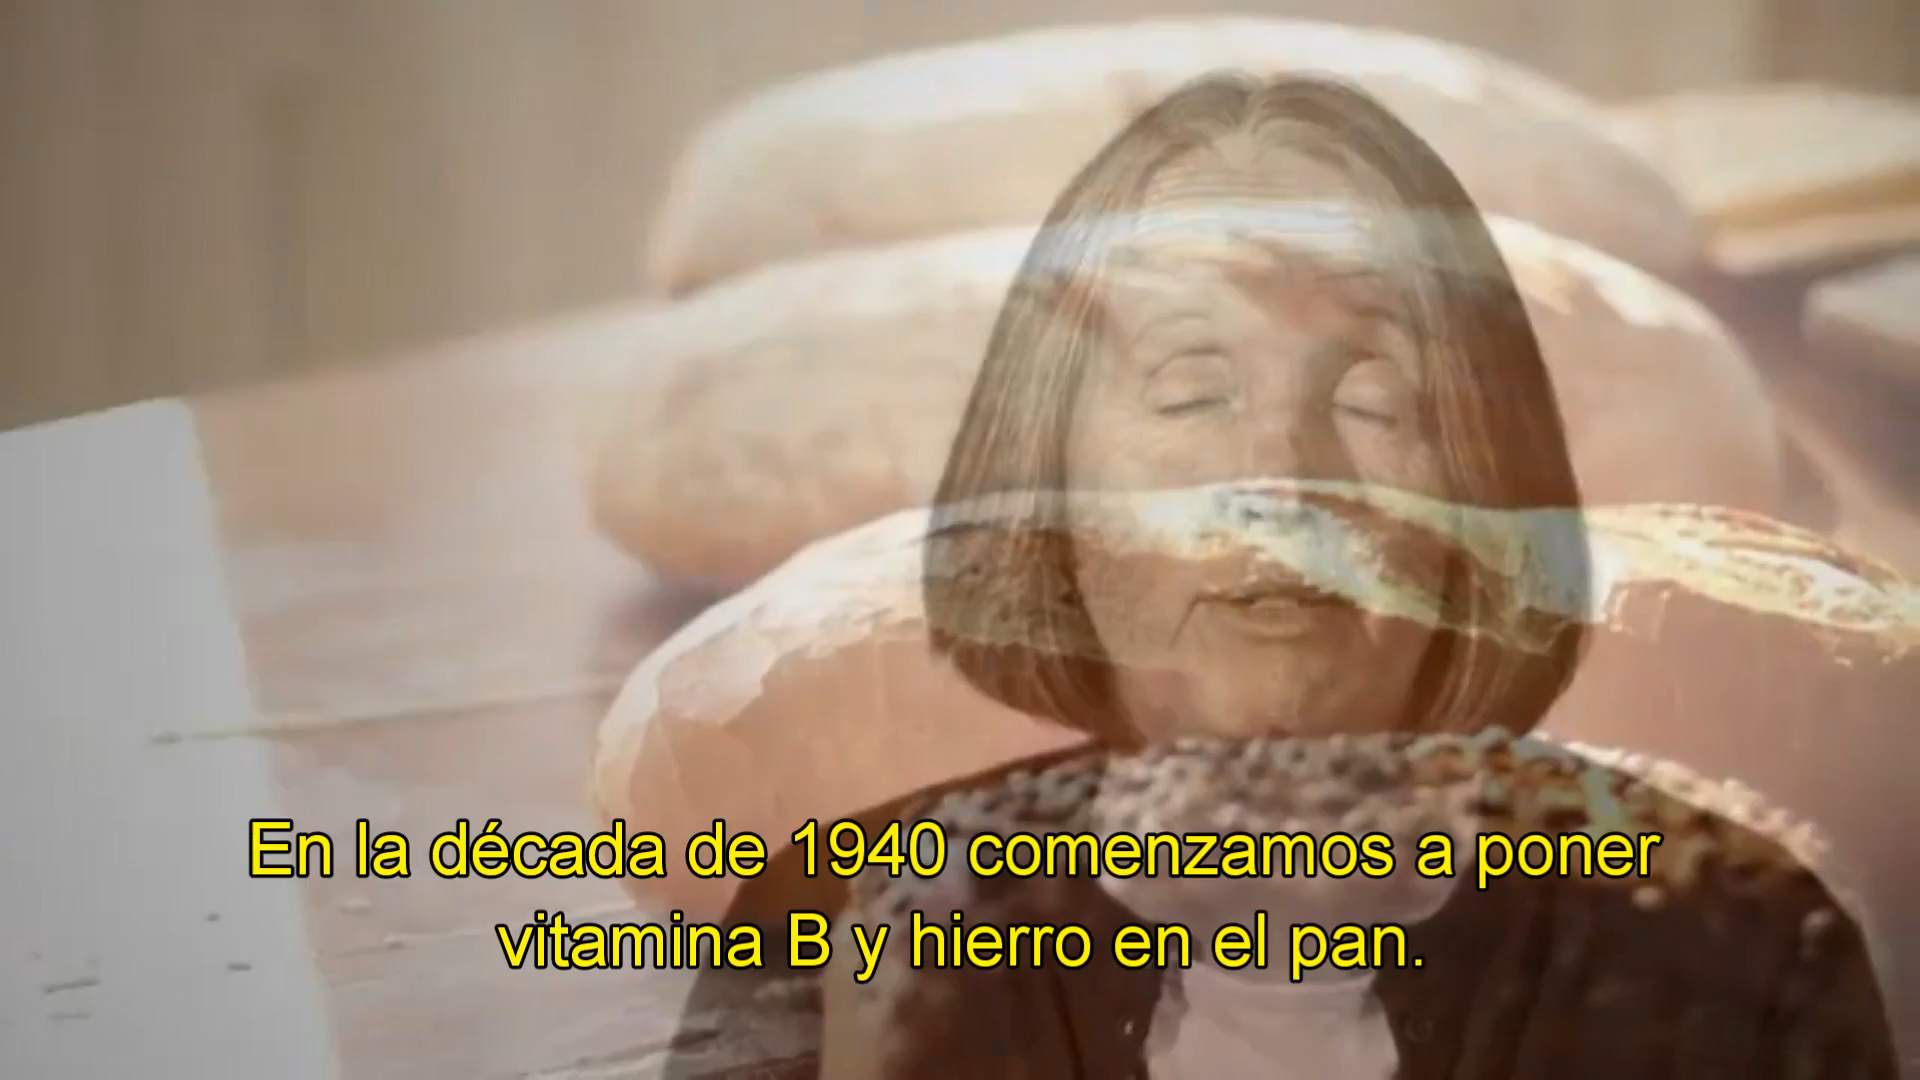 En la década de 1940 comenzamos a poner
vitamina B y hierro en el pan.